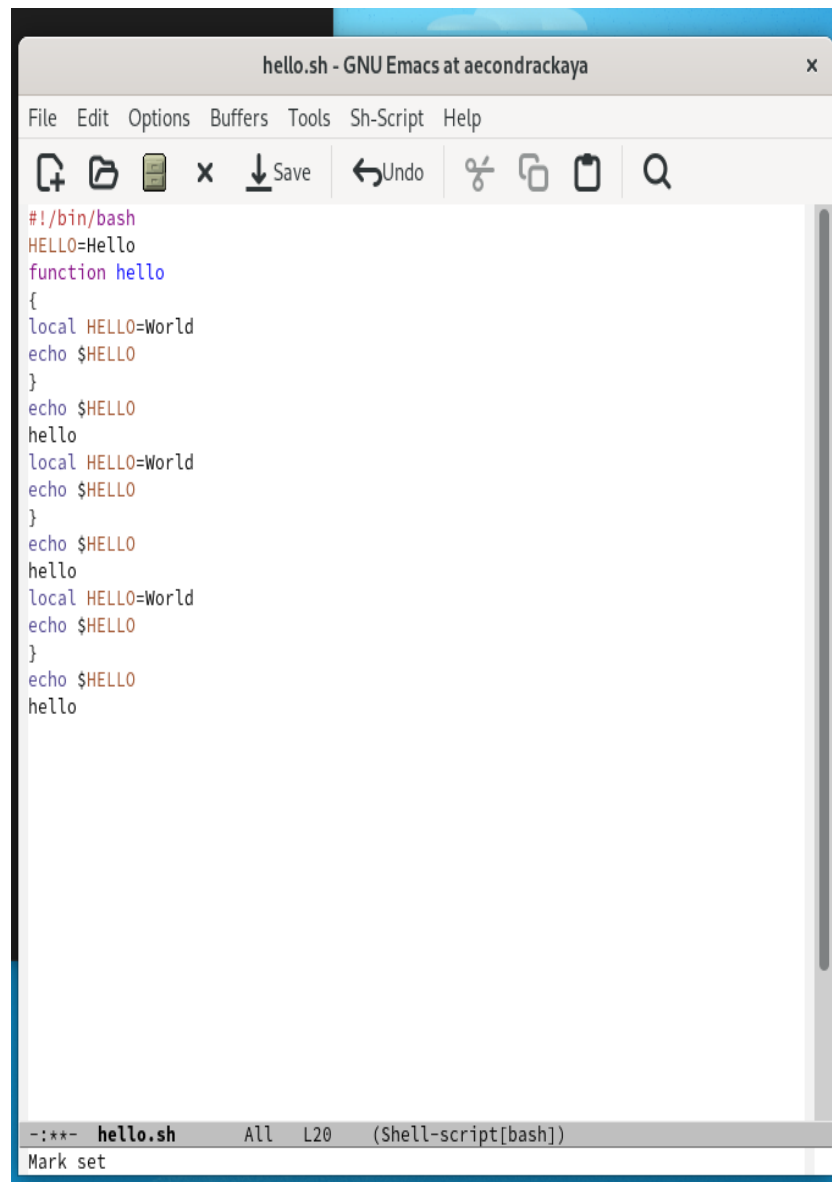 hello.sh - GNU Emacs at aecondrackaya
File Edit Options Buffers Tools Sh-Script Help
Save Undo
#!/bin/bash
HELLO=Hello
function hello
{
local HELLO=World
echo $HELLO
}
echo $HELLO
hello
local HELLO=World
echo $HELLO
}
echo $HELLO
hello
local HELLO=World
echo $HELLO
}
echo $HELLO
hello
-:**- hello.sh All L20 (Shell-script[bash])
Mark set